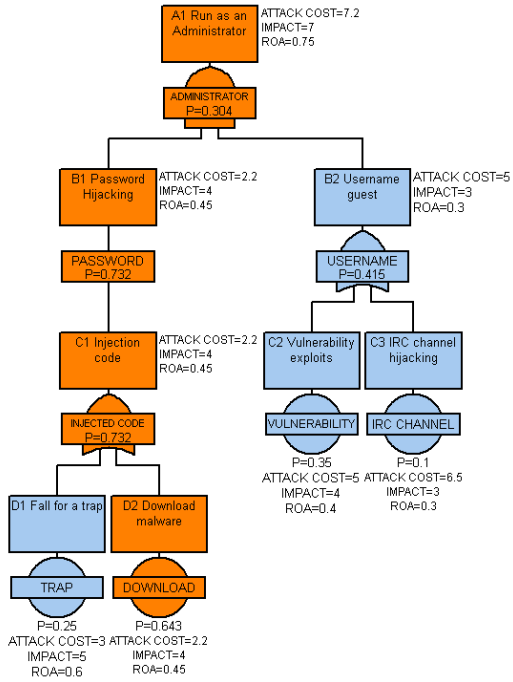 A1 Run as an
Administrator
ATTACK COST=7.2
IMPACT=7
ROA=0.75
ADMINISTRATOR
P=0.304
B1 Password
Hijacking
ATTACK COST=2.2
IMPACT=4
ROA=0.45
B2 Username
guest
ATTACK COST=5
IMPACT=3
ROA=0.3
PASSWORD
P=0.732
USERNAME
P=0.415
C1 Injection
code
ATTACK COST=2.2
IMPACT=4
ROA=0.45
C2 Vulnerability
exploits
C3 IRC channel
hijacking
INJECTED CODE
P=0.732
VULNERABILITY
IRC CHANNEL
P=0.35
ATTACK COST=5
IMPACT=4
ROA=0.4
P=0.1
ATTACK COST=6.5
IMPACT=3
ROA=0.3
D1 Fall for a trap
D2 Download
malware
TRAP
DOWNLOAD
P=0.25
ATTACK COST=3
IMPACT=5
ROA=0.6
P=0.643
ATTACK COST=2.2
IMPACT=4
ROA=0.45